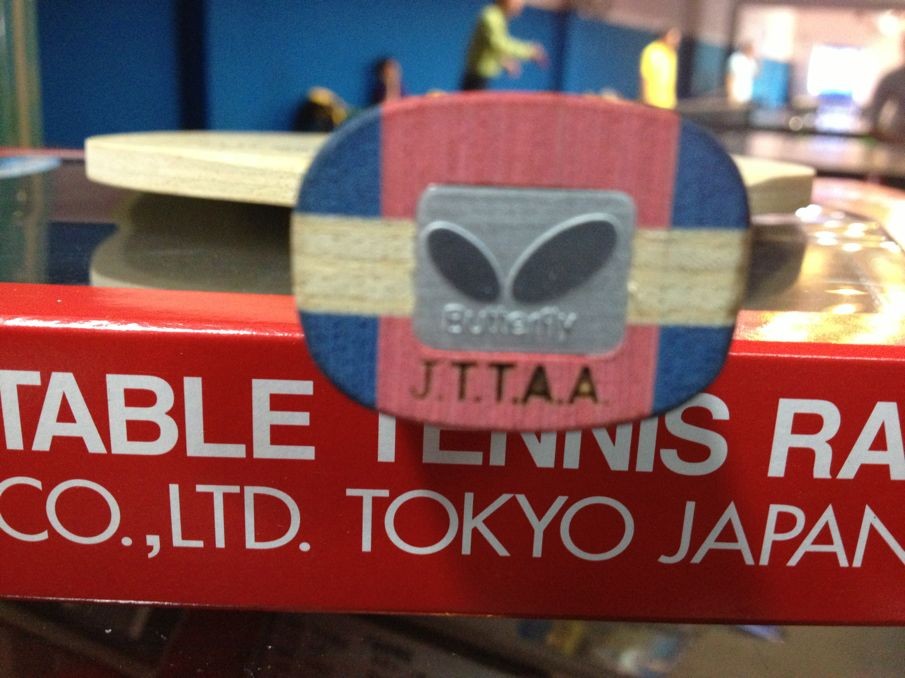 Butterfly
J.T.T.A.A.
TABLE TENNIS RA
CO.,LTD. TOKYO JAPAN